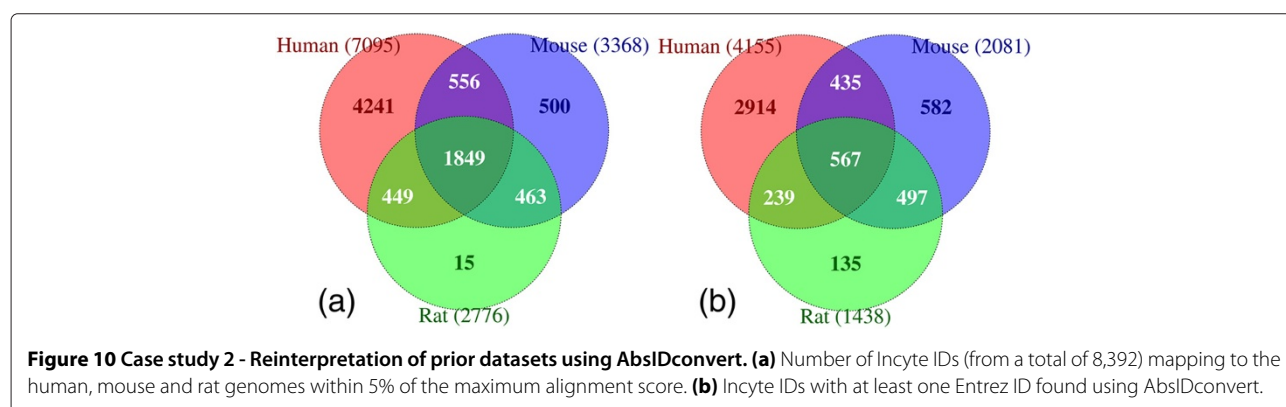 Human (7095)
Mouse (3368)
556
4241
500
1849
449
463
15
(a)
Rat (2776)
Human (4155)
Mouse (2081)
435
2914
582
567
239
497
135
(b)
Rat (1438)
Figure 10 Case study 2 - Reinterpretation of prior datasets using AbsIDconvert. (a) Number of Incyte IDs (from a total of 8,392) mapping to the
human, mouse and rat genomes within 5% of the maximum alignment score. (b) Incyte IDs with at least one Entrez ID found using AbsIDconvert.